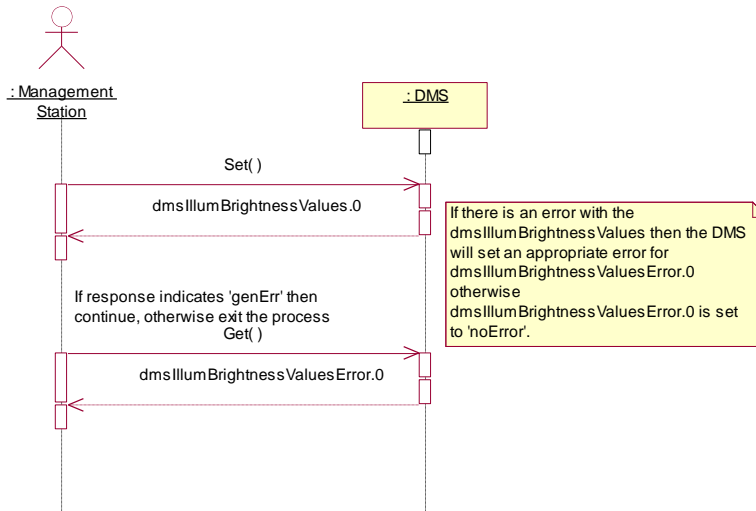 : Management
Station
: DMS
Set( )
dmsIllumBrightnessValues.0
If there is an error with the
dmsIllumBrightnessValues then the DMS
will set an appropriate error for
dmsIllumBrightnessValuesError.0
otherwise
dmsIllumBrightnessValuesError.0 is set
to 'noError'.
If response indicates 'genErr' then
continue, otherwise exit the process
Get( )
dmsIllumBrightnessValuesError.0